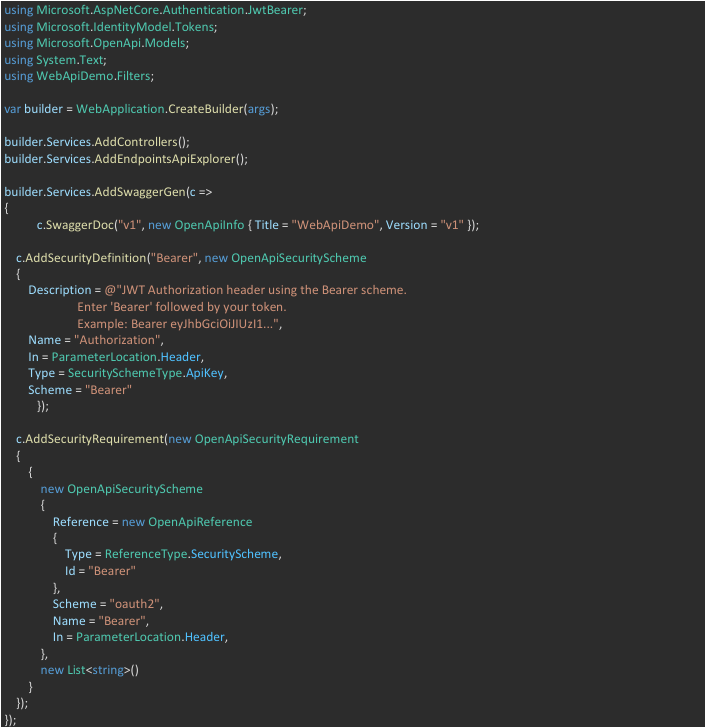 using Microsoft.AspNetCore.Authentication.JwtBearer;
using Microsoft.IdentityModel.Tokens;
using Microsoft.OpenApi.Models;
using System.Text;
using WebApiDemo.Filters;
var builder = WebApplication.CreateBuilder(args);
builder.Services.AddControllers();
builder.Services.AddEndpointsApiExplorer();
builder.Services.AddSwaggerGen(c =>
{
c.SwaggerDoc("v1", new OpenApiInfo { Title = "WebApiDemo", Version = "v1" });
c.AddSecurityDefinition("Bearer", new OpenApiSecurityScheme
{
Description = @"JWT Authorization header using the Bearer scheme.
Enter 'Bearer' followed by your token.
Example: Bearer eyJhbGciOiJIUzI1...",
Name = "Authorization",
In = ParameterLocation.Header,
Type = SecuritySchemeType.ApiKey,
Scheme = "Bearer"
});
c.AddSecurityRequirement(new OpenApiSecurityRequirement
{
{
new OpenApiSecurityScheme
{
Reference = new OpenApiReference
{
Type = ReferenceType.SecurityScheme,
Id = "Bearer"
},
Scheme = "oauth2",
Name = "Bearer",
In = ParameterLocation.Header,
},
new List<string>()
}
});
});